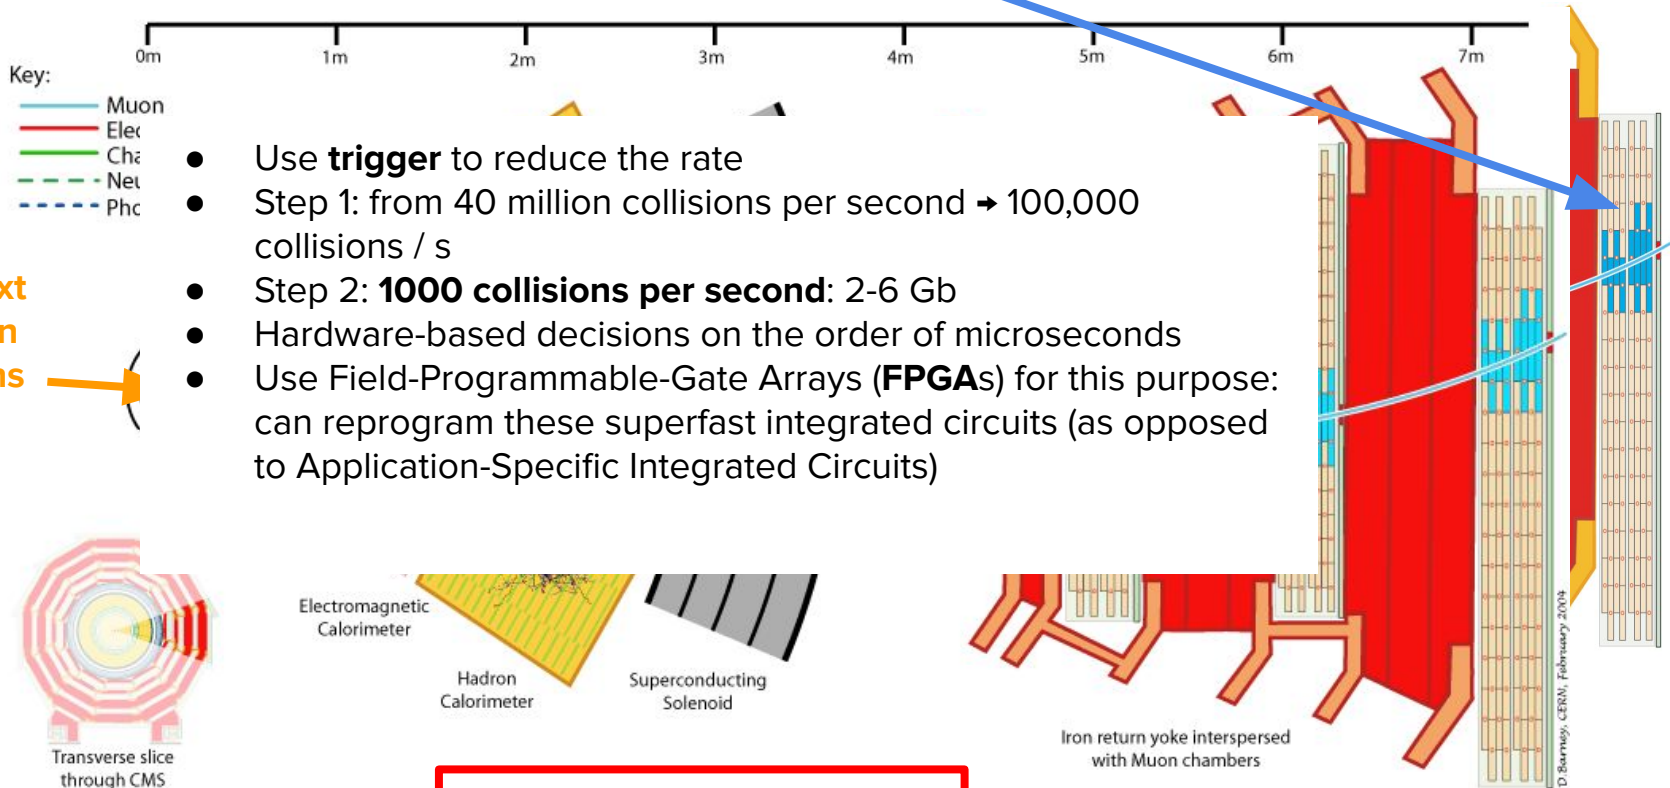 0m 1m 2m 3m 4m 5m 6m 7m
Key:
Muon
● Use trigger to reduce the rate
● Step 1: from 40 million collisions per second → 100,000
collisions / s
● Step 2: 1000 collisions per second: 2-6 Gb
● Hardware-based decisions on the order of microseconds
● Use Field-Programmable-Gate Arrays (FPGAs) for this purpose:
can reprogram these superfast integrated circuits (as opposed
to Application-Specific Integrated Circuits)
Electromagnetic
Calorimeter
Hadron
Calorimeter
Superconducting
Solenoid
Iron return yoke interspersed
with Muon chambers
Transverse slice
through CMS
D.Barney, CERN, February 2004